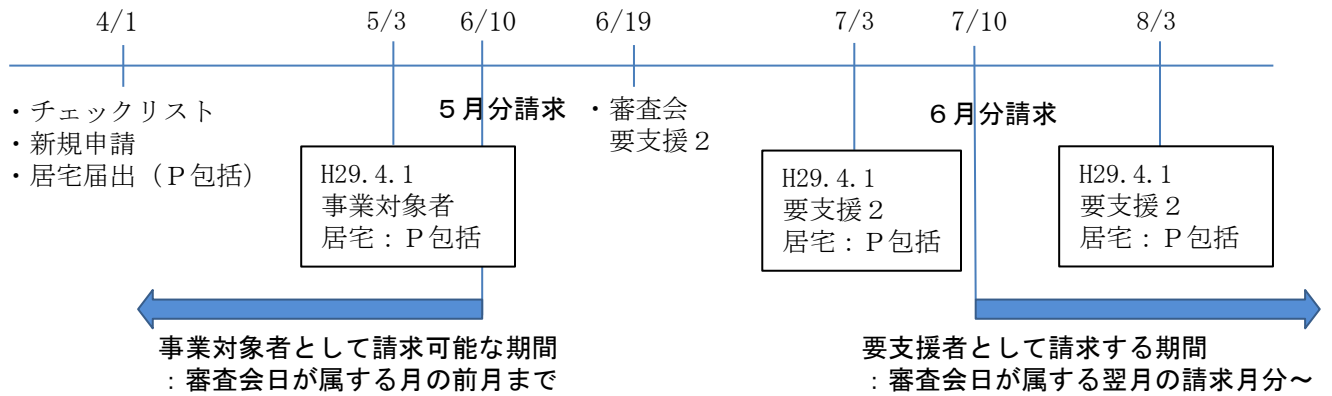 4/1 5/3 6/10 6/19 7/3 7/10 8/3
・チェックリスト
・新規申請
・居宅届出（P包括）
5月分請求
・審査会
要支援2
6月分請求
H29.4.1
事業対象者
居宅：P包括
H29.4.1
要支援2
居宅：P包括
H29.4.1
要支援2
居宅：P包括
事業対象者として請求可能な期間
：審査会日が属する月の前月まで
要支援者として請求する期間
：審査会日が属する翌月の請求月分～